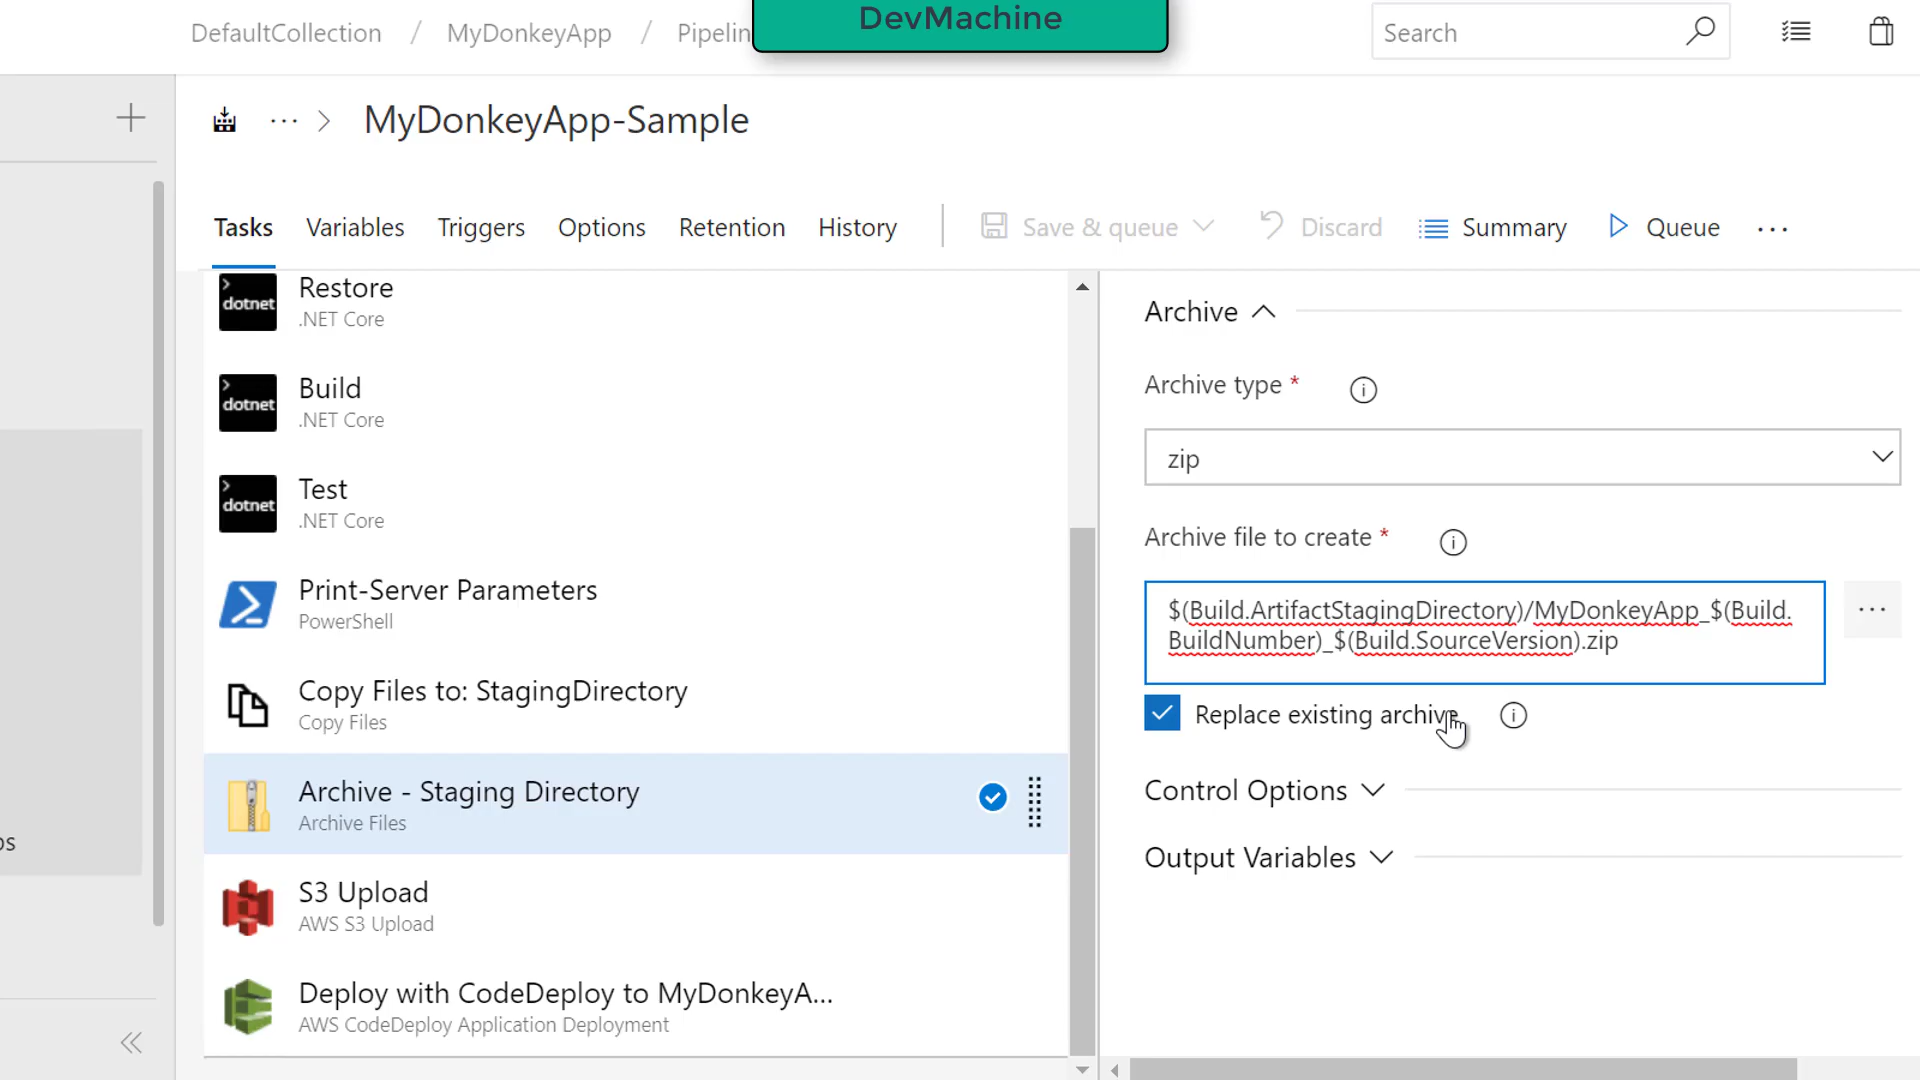 DevMachine
DefaultCollection / MyDonkeyApp /
Search
... > MyDonkeyApp-Sample
Tasks Variables Triggers Options Retention History Save & queue Discard Summary Queue ...
dotnet
Restore
.NET Core
dotnet
Build
.NET Core
dotnet
Test
.NET Core
Print-Server Parameters
PowerShell
Copy Files to: StagingDirectory
Copy Files
Archive - Staging Directory
Archive Files
S3 Upload
AWS S3 Upload
Deploy with CodeDeploy to MyDonkeyA...
AWS CodeDeploy Application Deployment
Archive
Archive type *
zip
Archive file to create *
$(Build.ArtifactStagingDirectory)/MyDonkeyApp_$(Build.
BuildNumber)_$(Build.SourceVersion).zip
...
Replace existing archive
Control Options
Output Variables